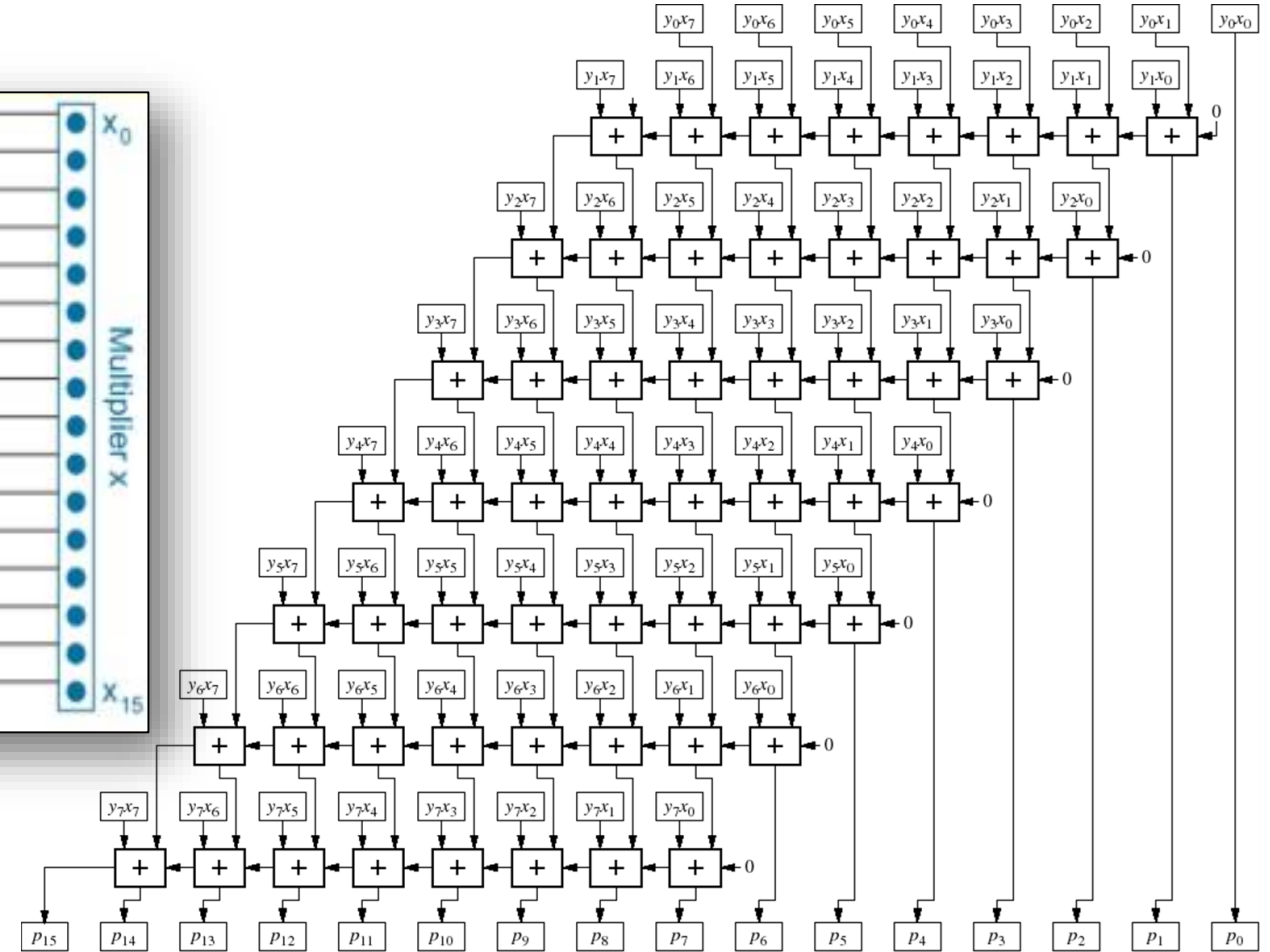 y₀x₇ y₀x₆ y₀x₅ y₀x₄ y₀x₃ y₀x₂ y₀x₁ y₀x₀
y₁x₇ y₁x₆ y₁x₅ y₁x₄ y₁x₃ y₁x₂ y₁x₁ y₁x₀
0
+ + + + + + + +
y₂x₇ y₂x₆ y₂x₅ y₂x₄ y₂x₃ y₂x₂ y₂x₁ y₂x₀
+ + + + + + + + 0
y₃x₇ y₃x₆ y₃x₅ y₃x₄ y₃x₃ y₃x₂ y₃x₁ y₃x₀
+ + + + + + + + 0
y₄x₇ y₄x₆ y₄x₅ y₄x₄ y₄x₃ y₄x₂ y₄x₁ y₄x₀
+ + + + + + + + 0
y₅x₇ y₅x₆ y₅x₅ y₅x₄ y₅x₃ y₅x₂ y₅x₁ y₅x₀
+ + + + + + + + 0
y₆x₇ y₆x₆ y₆x₅ y₆x₄ y₆x₃ y₆x₂ y₆x₁ y₆x₀
+ + + + + + + + 0
y₇x₇ y₇x₆ y₇x₅ y₇x₄ y₇x₃ y₇x₂ y₇x₁ y₇x₀
+ + + + + + + + 0
p₁₅ p₁₄ p₁₃ p₁₂ p₁₁ p₁₀ p₉ p₈ p₇ p₆ p₅ p₄ p₃ p₂ p₁ p₀
X₀
Multiplier x
X₁₅